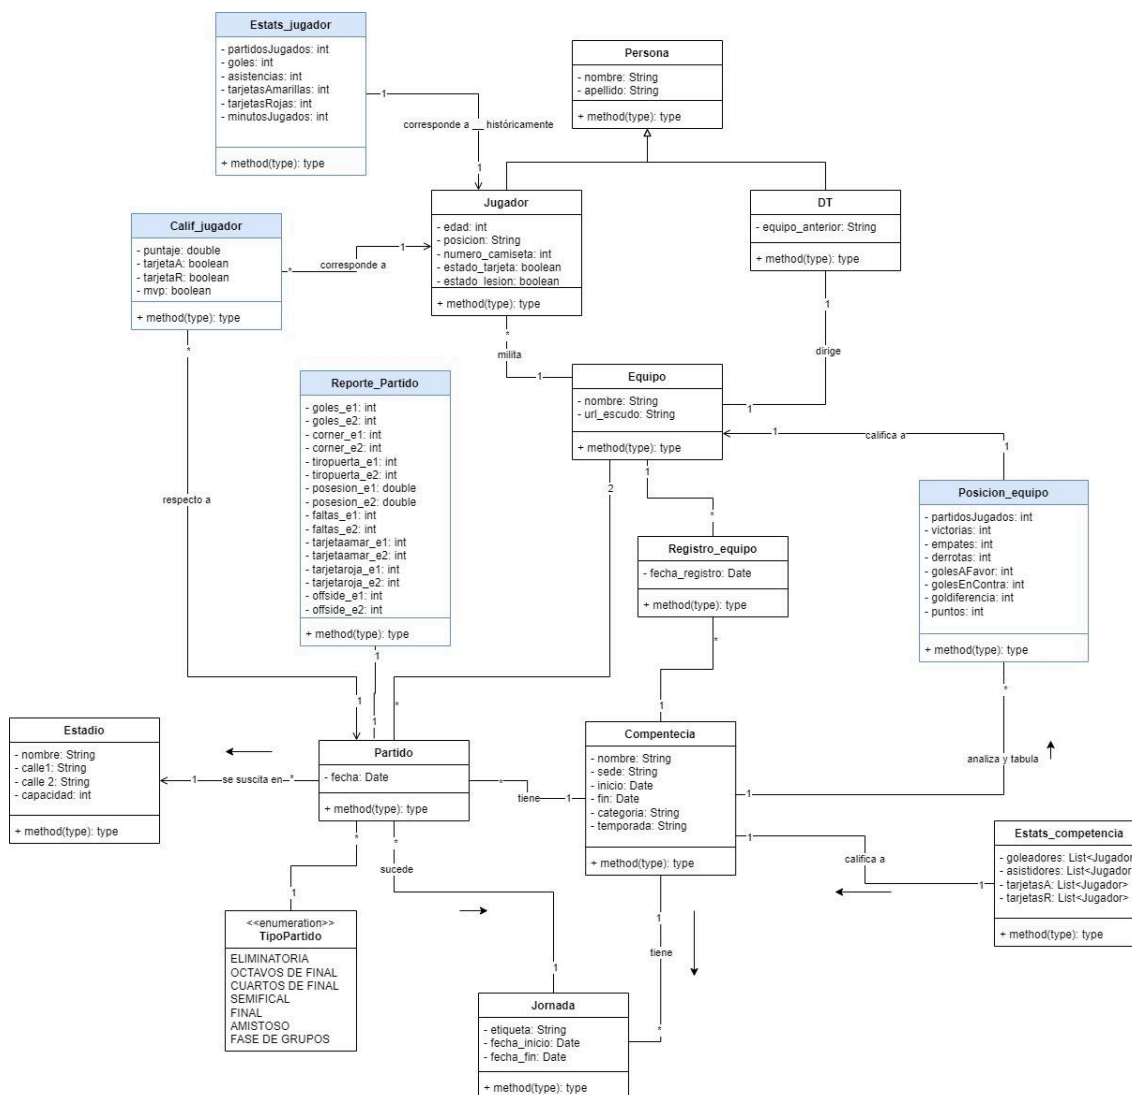 Estats_jugador
- partidosJugados: int
- goles: int
- asistencias: int
- tarjetasAmarillas: int
- tarjetasRojas: int
- minutosJugados: int
+ method(type): type
Persona
- nombre: String
- apellido: String
+ method(type): type
1
corresponde a __históricamente
1
Jugador
- edad: int
- posicion: String
- numero_camiseta: int
- estado_tarjeta: boolean
- estado_lesion: boolean
+ method(type): type
DT
- equipo_anterior: String
+ method(type): type
Calif_jugador
- puntaje: double
- tarjetaA: boolean
- tarjetaR: boolean
- mvp: boolean
+ method(type): type
*
corresponde a
1
*
milita
1
1
dirige
1
Equipo
- nombre: String
- url_escudo: String
+ method(type): type
Reporte_Partido
- goles_e1: int
- goles_e2: int
- corner_e1: int
- corner_e2: int
- tiropuerta_e1: int
- tiropuerta_e2: int
- posesion_e1: double
- posesion_e2: double
- faltas_e1: int
- faltas_e2: int
- tarjetaamar_e1: int
- tarjetaamar_e2: int
- tarjetaroja_e1: int
- tarjetaroja_e2: int
- offside_e1: int
- offside_e2: int
+ method(type): type
1
califica a
1
Posicion_equipo
- partidosJugados: int
- victorias: int
- empates: int
- derrotas: int
- golesAFavor: int
- golesEnContra: int
- goldiferencia: int
- puntos: int
+ method(type): type
*
respecto a
1
2
*
1
*
Registro_equipo
- fecha_registro: Date
+ method(type): type
*
1
1
1
Estadio
- nombre: String
- calle1: String
- calle 2: String
- capacidad: int
+ method(type): type
1
se suscita en
*
Partido
- fecha: Date
+ method(type): type
*
tiene
1
Compentecia
- nombre: String
- sede: String
- inicio: Date
- fin: Date
- categoria: String
- temporada: String
+ method(type): type
*
analiza y tabula
1
1
califica a
1
Estats_competencia
- goleadores: List<Jugador
- asistidores: List<Jugador
- tarjetasA: List<Jugador>
- tarjetasR: List<Jugador>
+ method(type): type
*
1
*
sucede
1
1
tiene
*
<<enumeration>>
TipoPartido
ELIMINATORIA
OCTAVOS DE FINAL
CUARTOS DE FINAL
SEMIFICAL
FINAL
AMISTOSO
FASE DE GRUPOS
Jornada
- etiqueta: String
- fecha_inicio: Date
- fecha_fin: Date
+ method(type): type